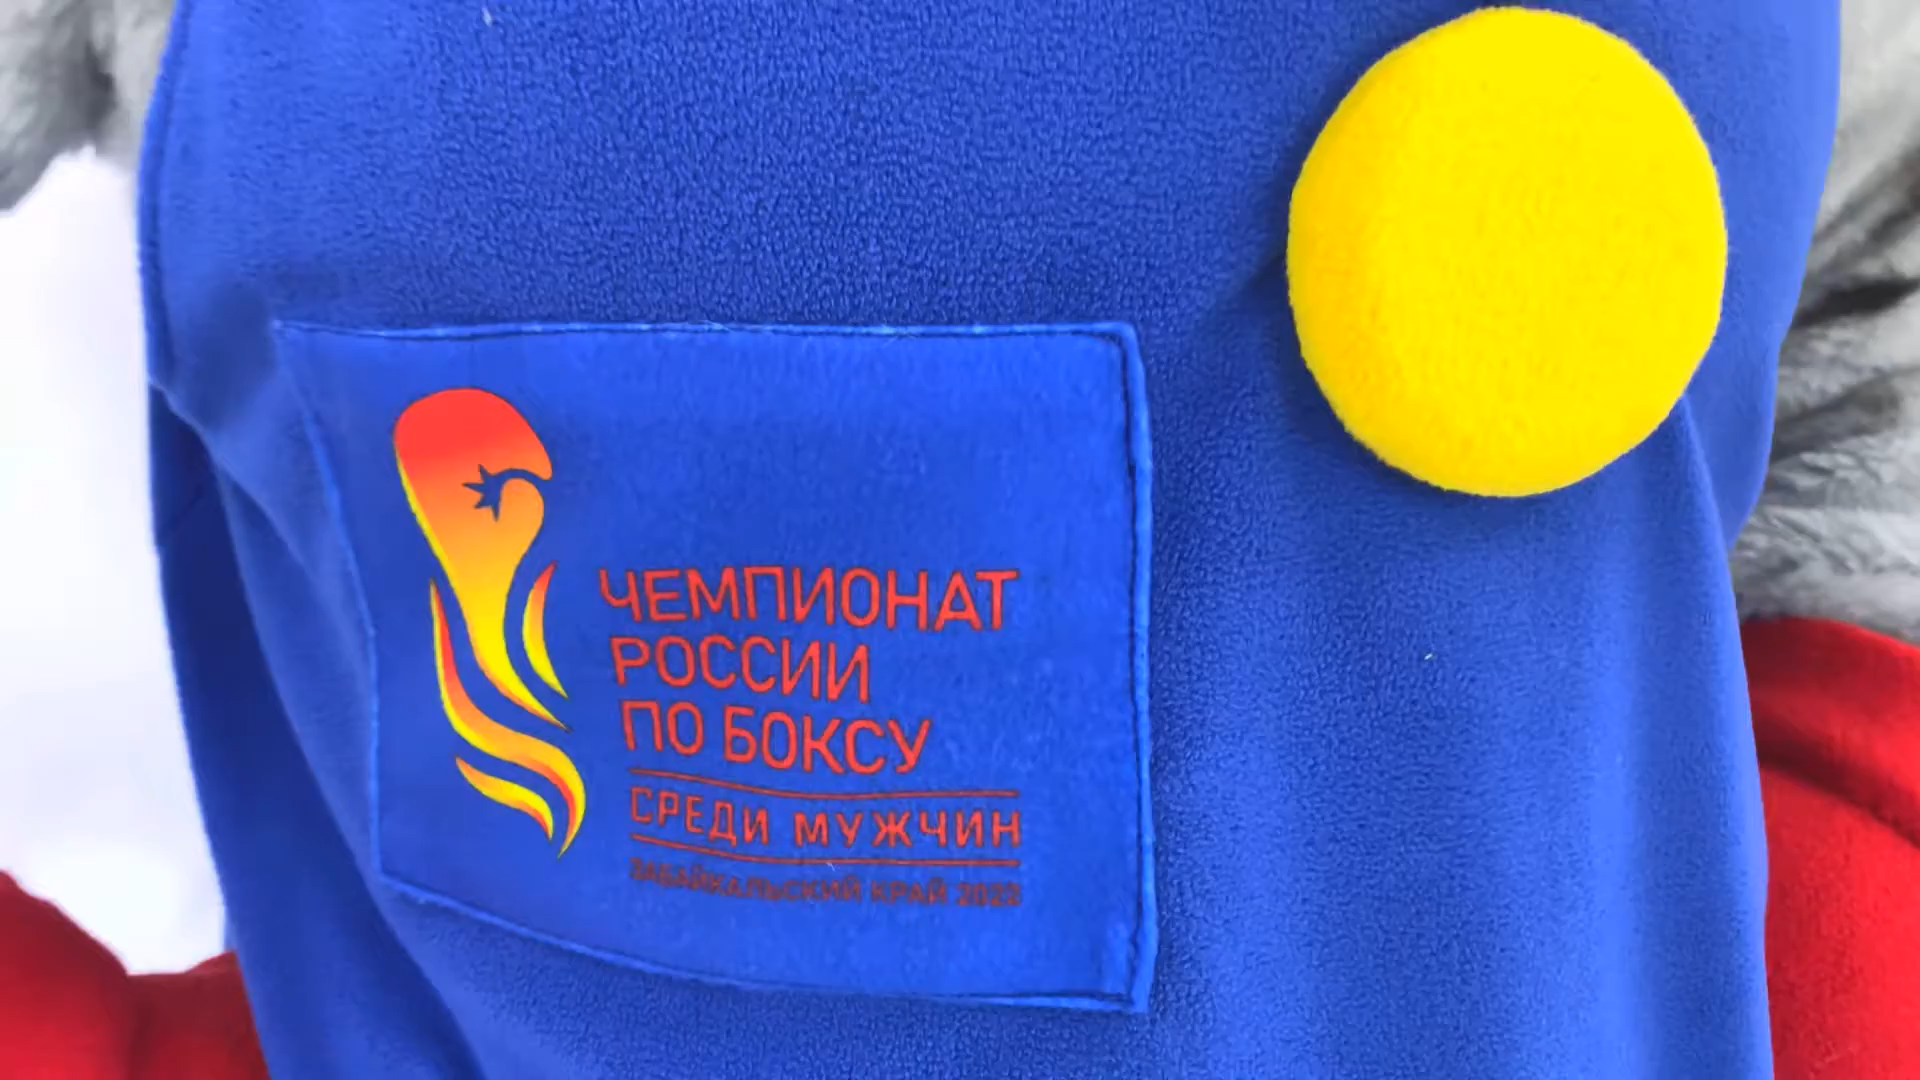 ЧЕМПИОНАТ
РОССИИ
ПО БОКСУ
СРЕДИ МУЖЧИН
ЗАБАЙКАЛЬСКИЙ КРАЙ 2022